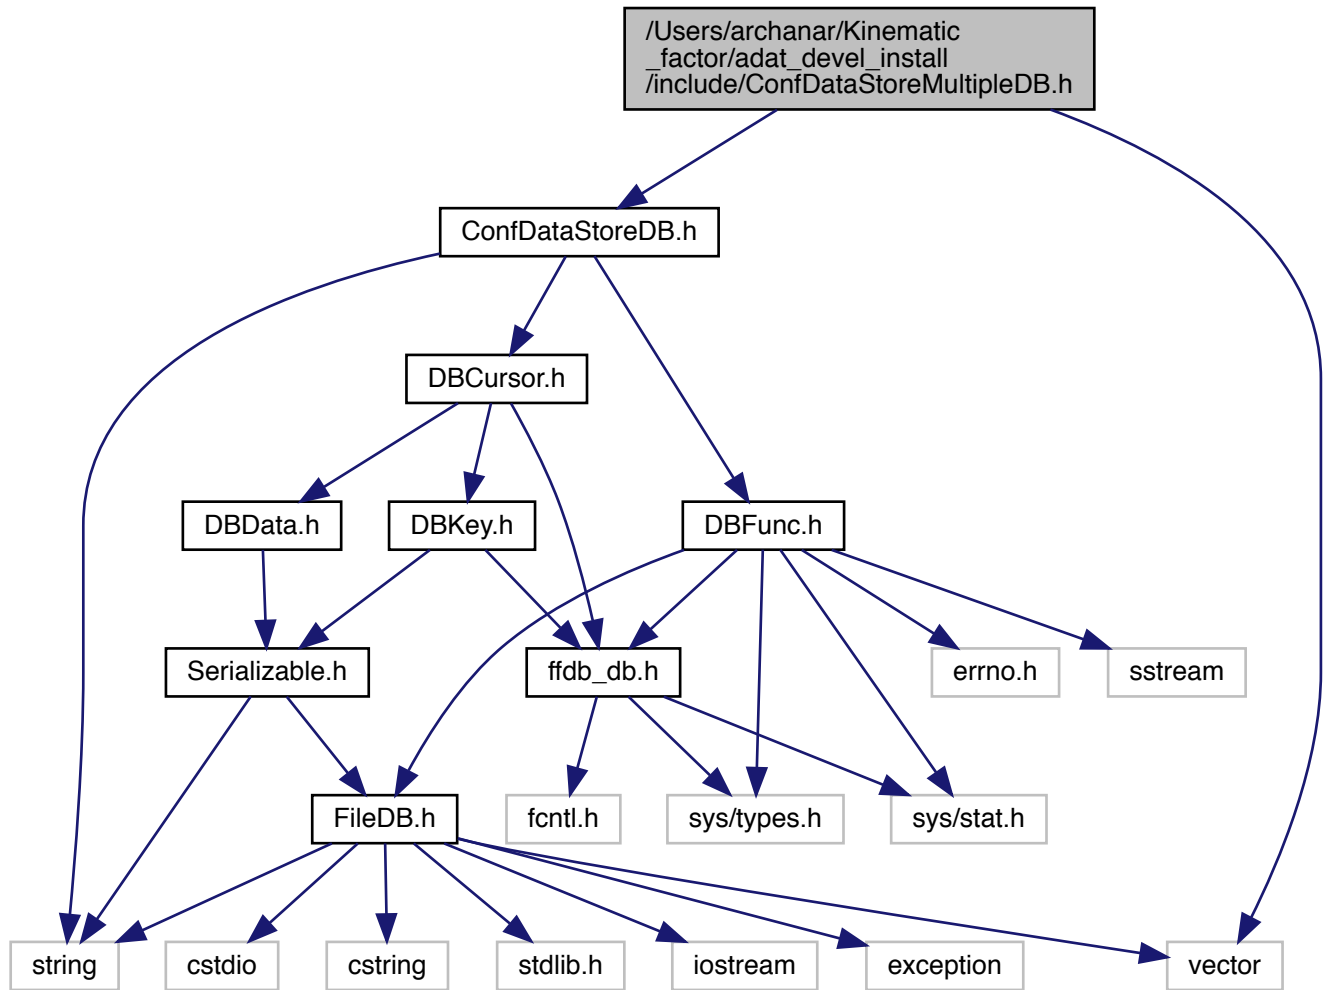 /Users/archanar/Kinematic
_factor/adat_devel_install
/include/ConfDataStoreMultipleDB.h
ConfDataStoreDB.h
DBCursor.h
DBData.h
DBKey.h
DBFunc.h
Serializable.h
ffdb_db.h
errno.h
sstream
FileDB.h
fcntl.h
sys/types.h
sys/stat.h
string
cstdio
cstring
stdlib.h
iostream
exception
vector